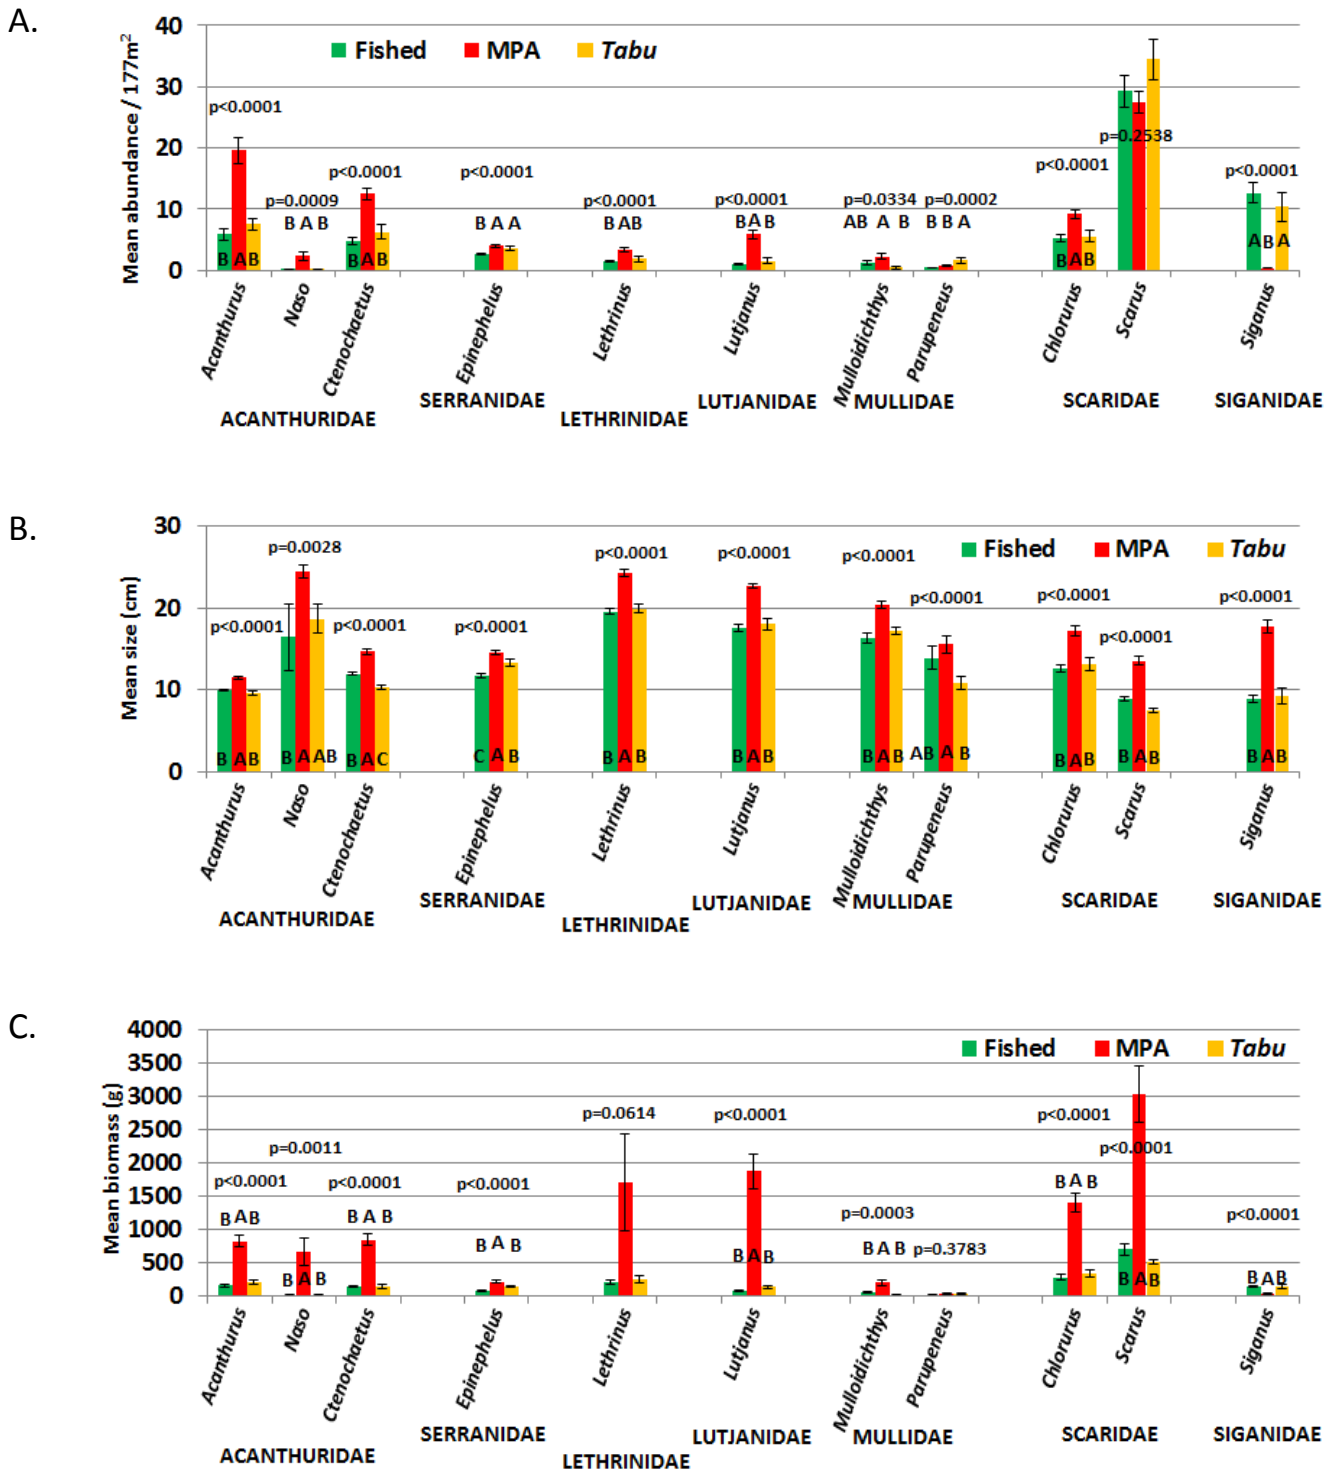 A.
Mean abundance / 177m²
40
30
20
10
0
Fished MPA Tabu
p<0.0001
p=0.0009
p<0.0001
p<0.0001
p<0.0001
p<0.0001
p=0.0334
p=0.0002
p<0.0001
p=0.2538
p<0.0001
B A B
B A B
B A B
B A A
B A B
B A B
AB A B
B B A
B A B
A B A
Acanthurus
Naso
Ctenochaetus
Epinephelus
Lethrinus
Lutjanus
Mulloidichthys
Parupeneus
Chlorurus
Scarus
Siganus
ACANTHURIDAE
SERRANIDAE
LETHRINIDAE
LUTJANIDAE
MULLIDAE
SCARIDAE
SIGANIDAE
B.
Mean size (cm)
30
20
10
0
Fished MPA Tabu
p<0.0001
p=0.0028
p<0.0001
p<0.0001
p<0.0001
p<0.0001
p<0.0001
p<0.0001
p<0.0001
p<0.0001
p<0.0001
B A B
B A AB
B A C
C A B
B A B
B A B
B A B
AB A B
B A B
B A B
B A B
Acanthurus
Naso
Ctenochaetus
Epinephelus
Lethrinus
Lutjanus
Mulloidichthys
Parupeneus
Chlorurus
Scarus
Siganus
ACANTHURIDAE
SERRANIDAE
LETHRINIDAE
LUTJANIDAE
MULLIDAE
SCARIDAE
SIGANIDAE
C.
Mean biomass (g)
4000
3500
3000
2500
2000
1500
1000
500
0
Fished MPA Tabu
p<0.0001
p=0.0011
p<0.0001
p<0.0001
p=0.0614
p<0.0001
p=0.0003
p=0.3783
p<0.0001
p<0.0001
p<0.0001
B A B
B A B
B A B
B A B
B A B
B A B
B A B
B A B
B A B
Acanthurus
Naso
Ctenochaetus
Epinephelus
Lethrinus
Lutjanus
Mulloidichthys
Parupeneus
Chlorurus
Scarus
Siganus
ACANTHURIDAE
SERRANIDAE
LETHRINIDAE
LUTJANIDAE
MULLIDAE
SCARIDAE
SIGANIDAE